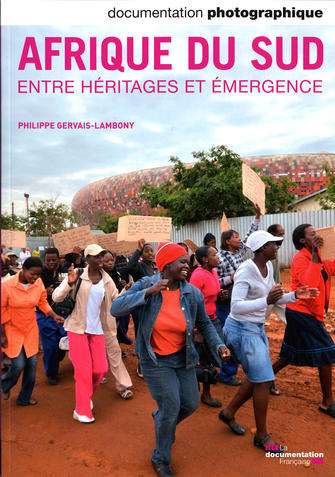 documentation photographique
AFRIQUE DU SUD
ENTRE HÉRITAGES ET ÉMERGENCE
PHILIPPE GERVAIS-LAMBONY
La
documentation
Française